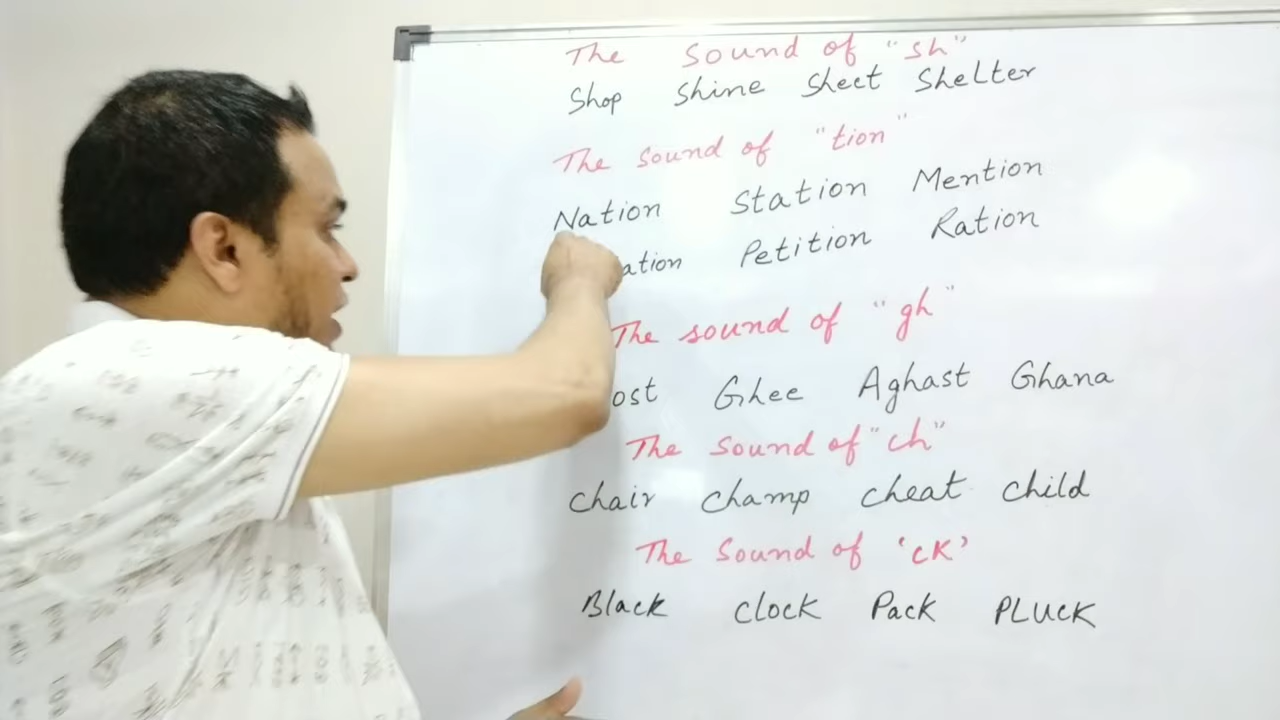 The Sound of "sh"
Shop Shine Sheet Shelter
The Sound of "tion"
Nation Station Mention
Petition Ration
The sound of "gh"
Ghee Aghast Ghana
The sound of "ch"
Chair Champ Cheat Child
The Sound of 'cK'
Black Clock Pack PLUCK